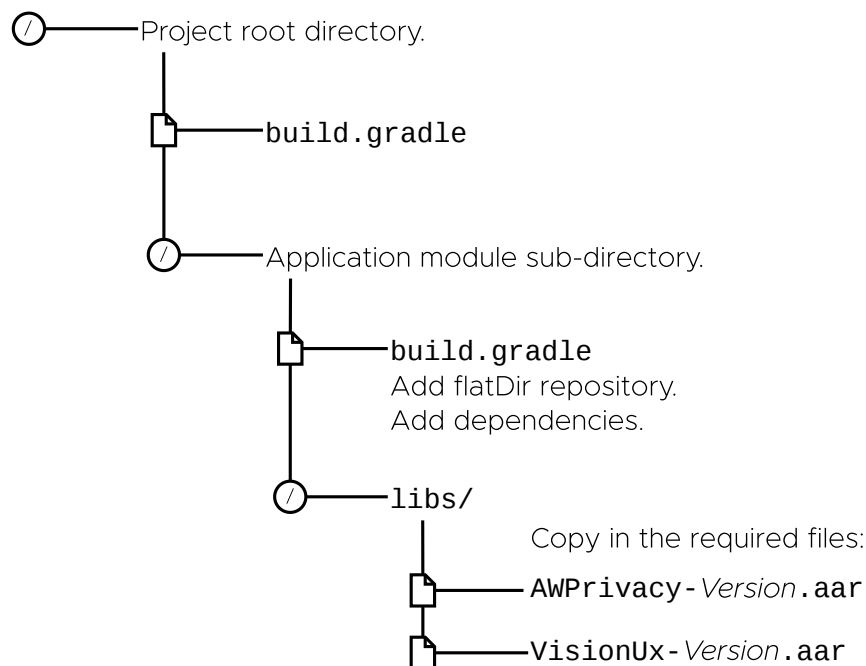 / Project root directory.
build.gradle
/ Application module sub-directory.
build.gradle
Add flatDir repository.
Add dependencies.
/ libs/
Copy in the required files:
AWPrivacy-Version.aar
VisionUx-Version.aar